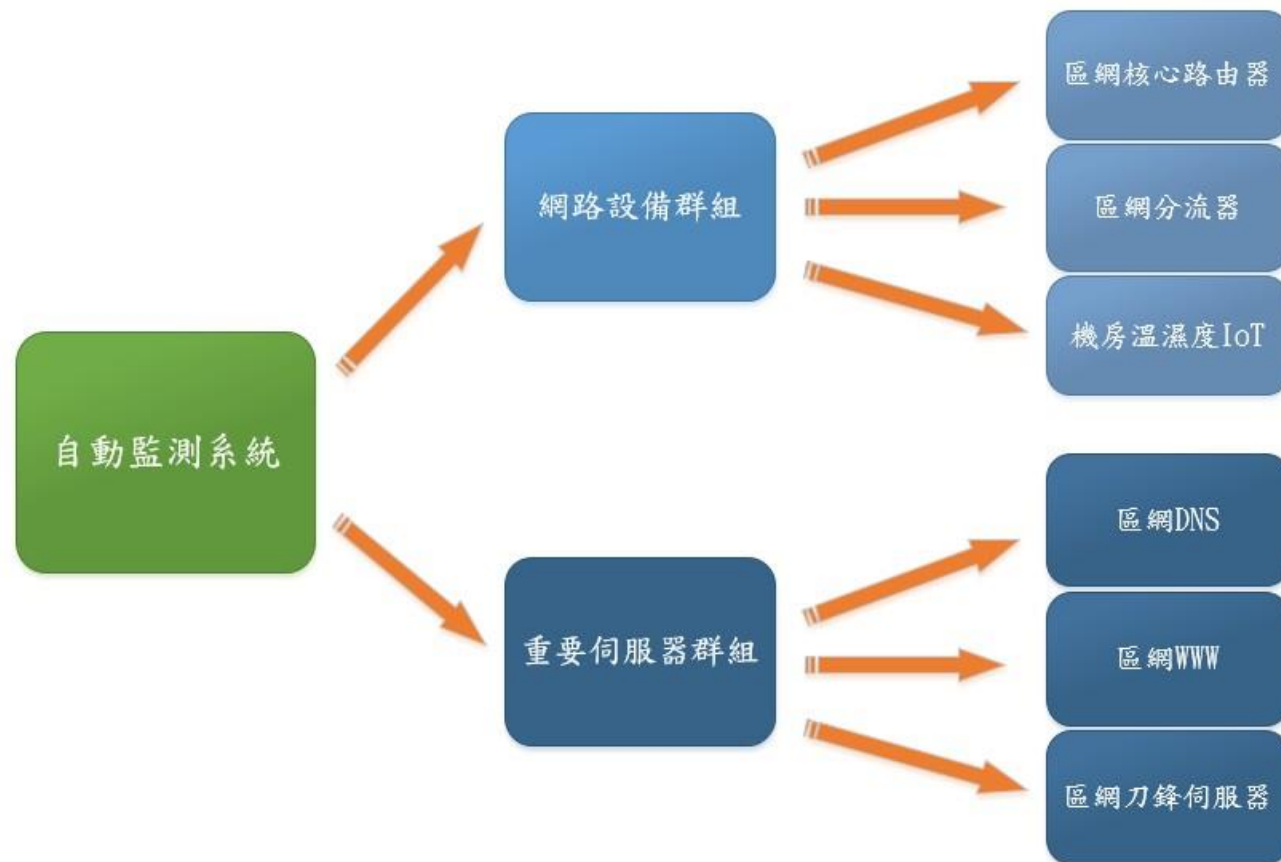 自動監測系統
網路設備群組
區網核心路由器
區網分流器
機房溫濕度IoT
重要伺服器群組
區網DNS
區網WWW
區網刀鋒伺服器